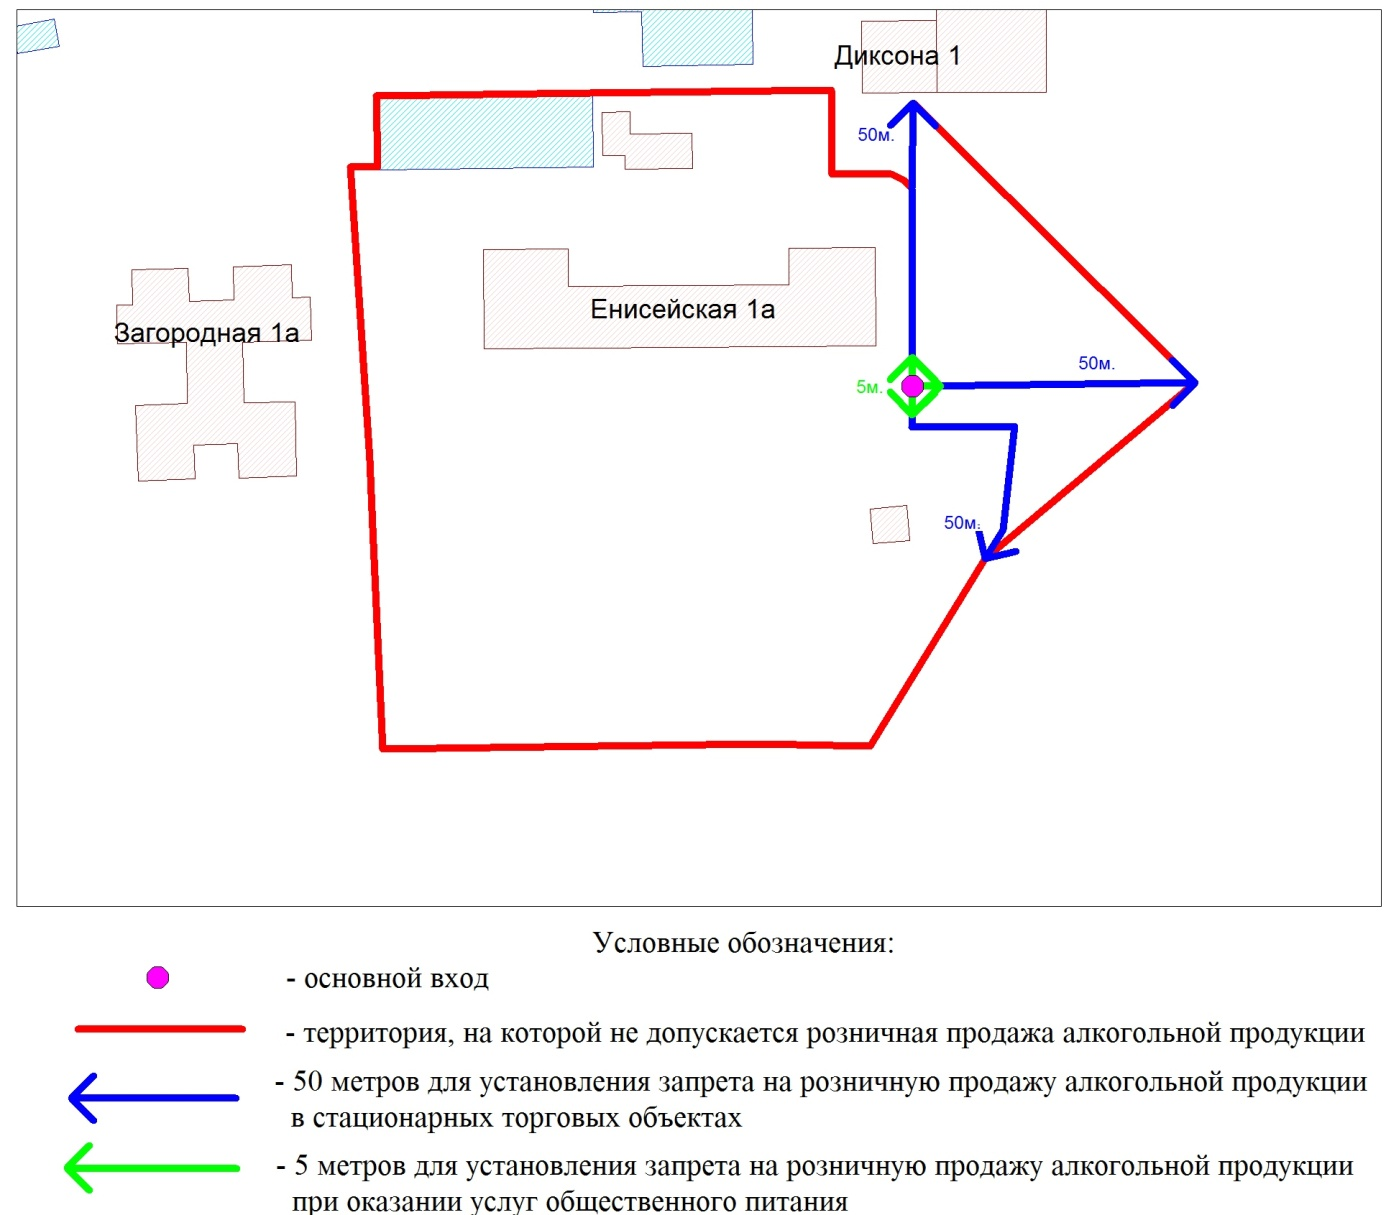 Диксона 1
50м.
Енисейская 1а
Загородная 1а
50м.
5м.
50м.
Условные обозначения:
- основной вход
- территория, на которой не допускается розничная продажа алкогольной продукции
- 50 метров для установления запрета на розничную продажу алкогольной продукции
в стационарных торговых объектах
- 5 метров для установления запрета на розничную продажу алкогольной продукции
при оказании услуг общественного питания